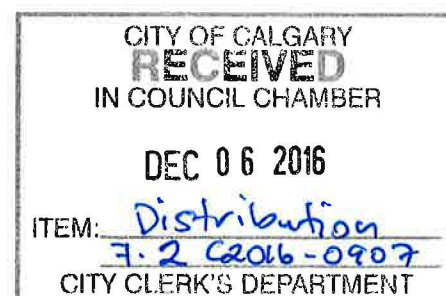 CITY OF CALGARY
RECEIVED
IN COUNCIL CHAMBER
DEC 06 2016
ITEM: Distribution
7.2 C2016-0907
CITY CLERK'S DEPARTMENT